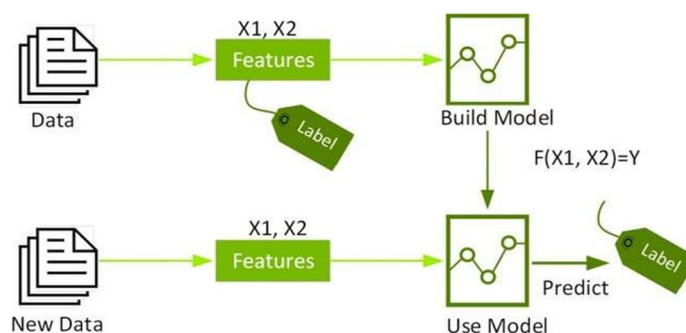 X1, X2
Features
Data
Label
Build Model
F(X1, X2)=Y
X1, X2
Features
Label
Predict
New Data
Use Model